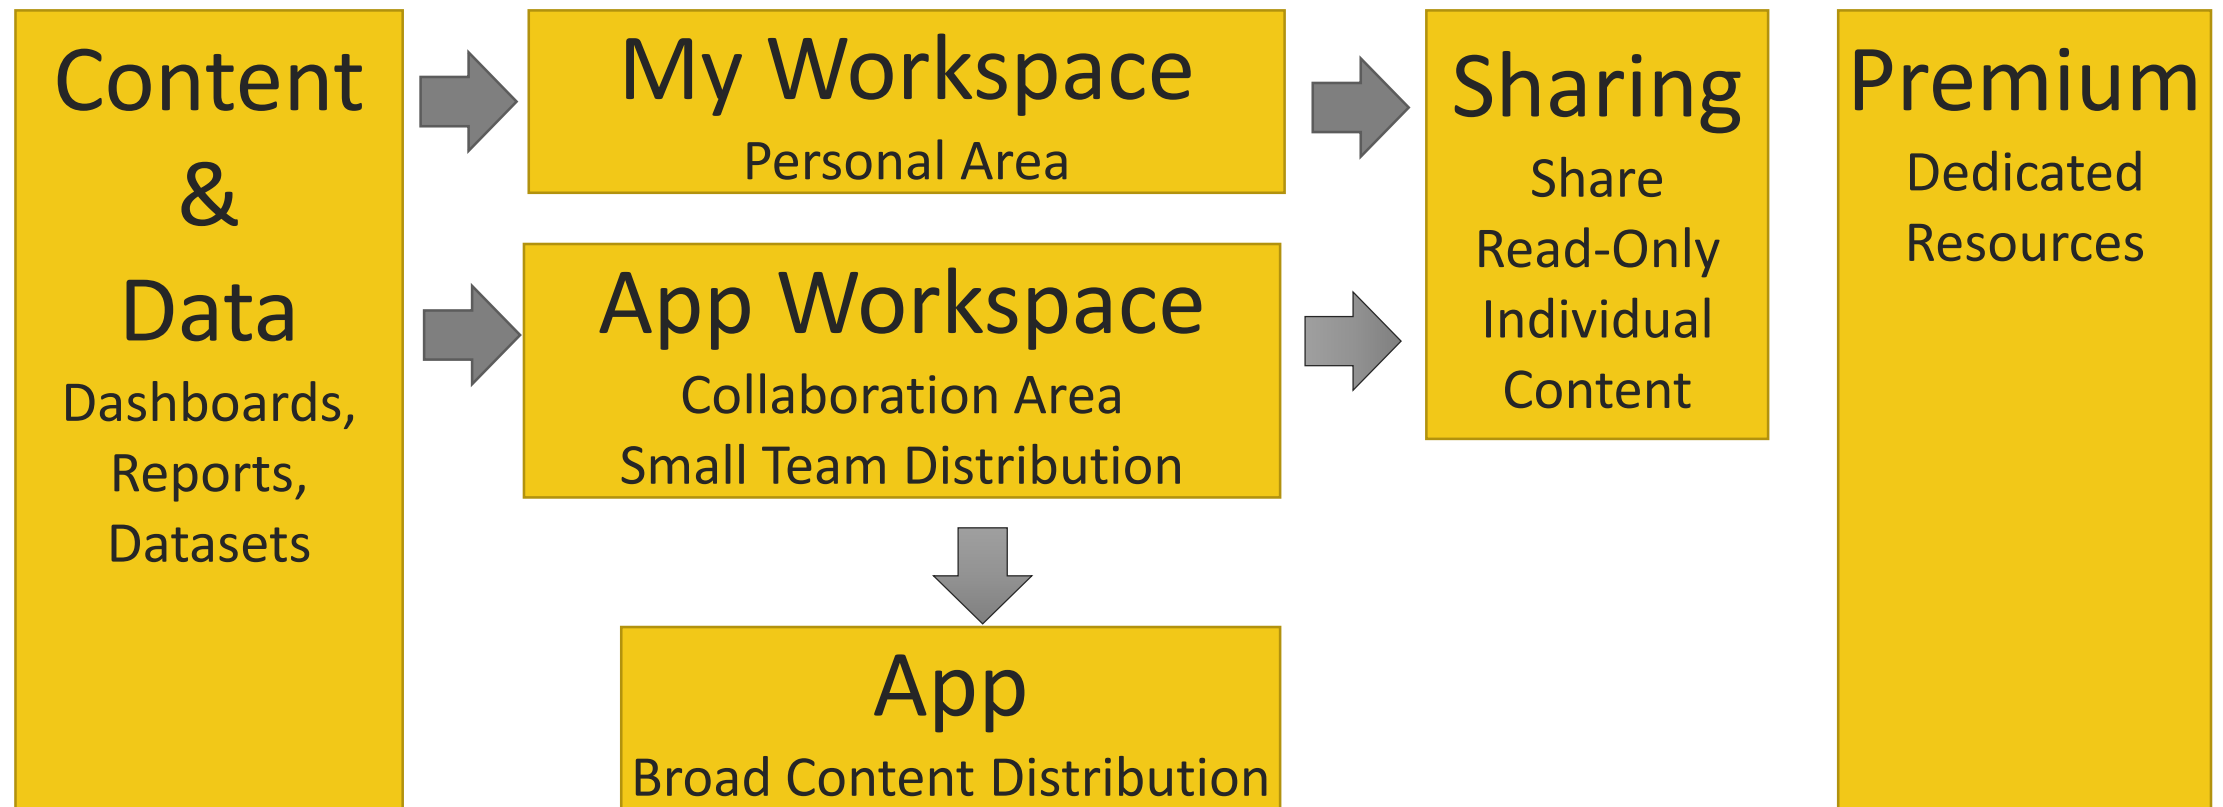 Content
&
Data
Dashboards,
Reports,
Datasets
My Workspace
Personal Area
App Workspace
Collaboration Area
Small Team Distribution
App
Broad Content Distribution
Sharing
Share
Read-Only
Individual
Content
Premium
Dedicated
Resources